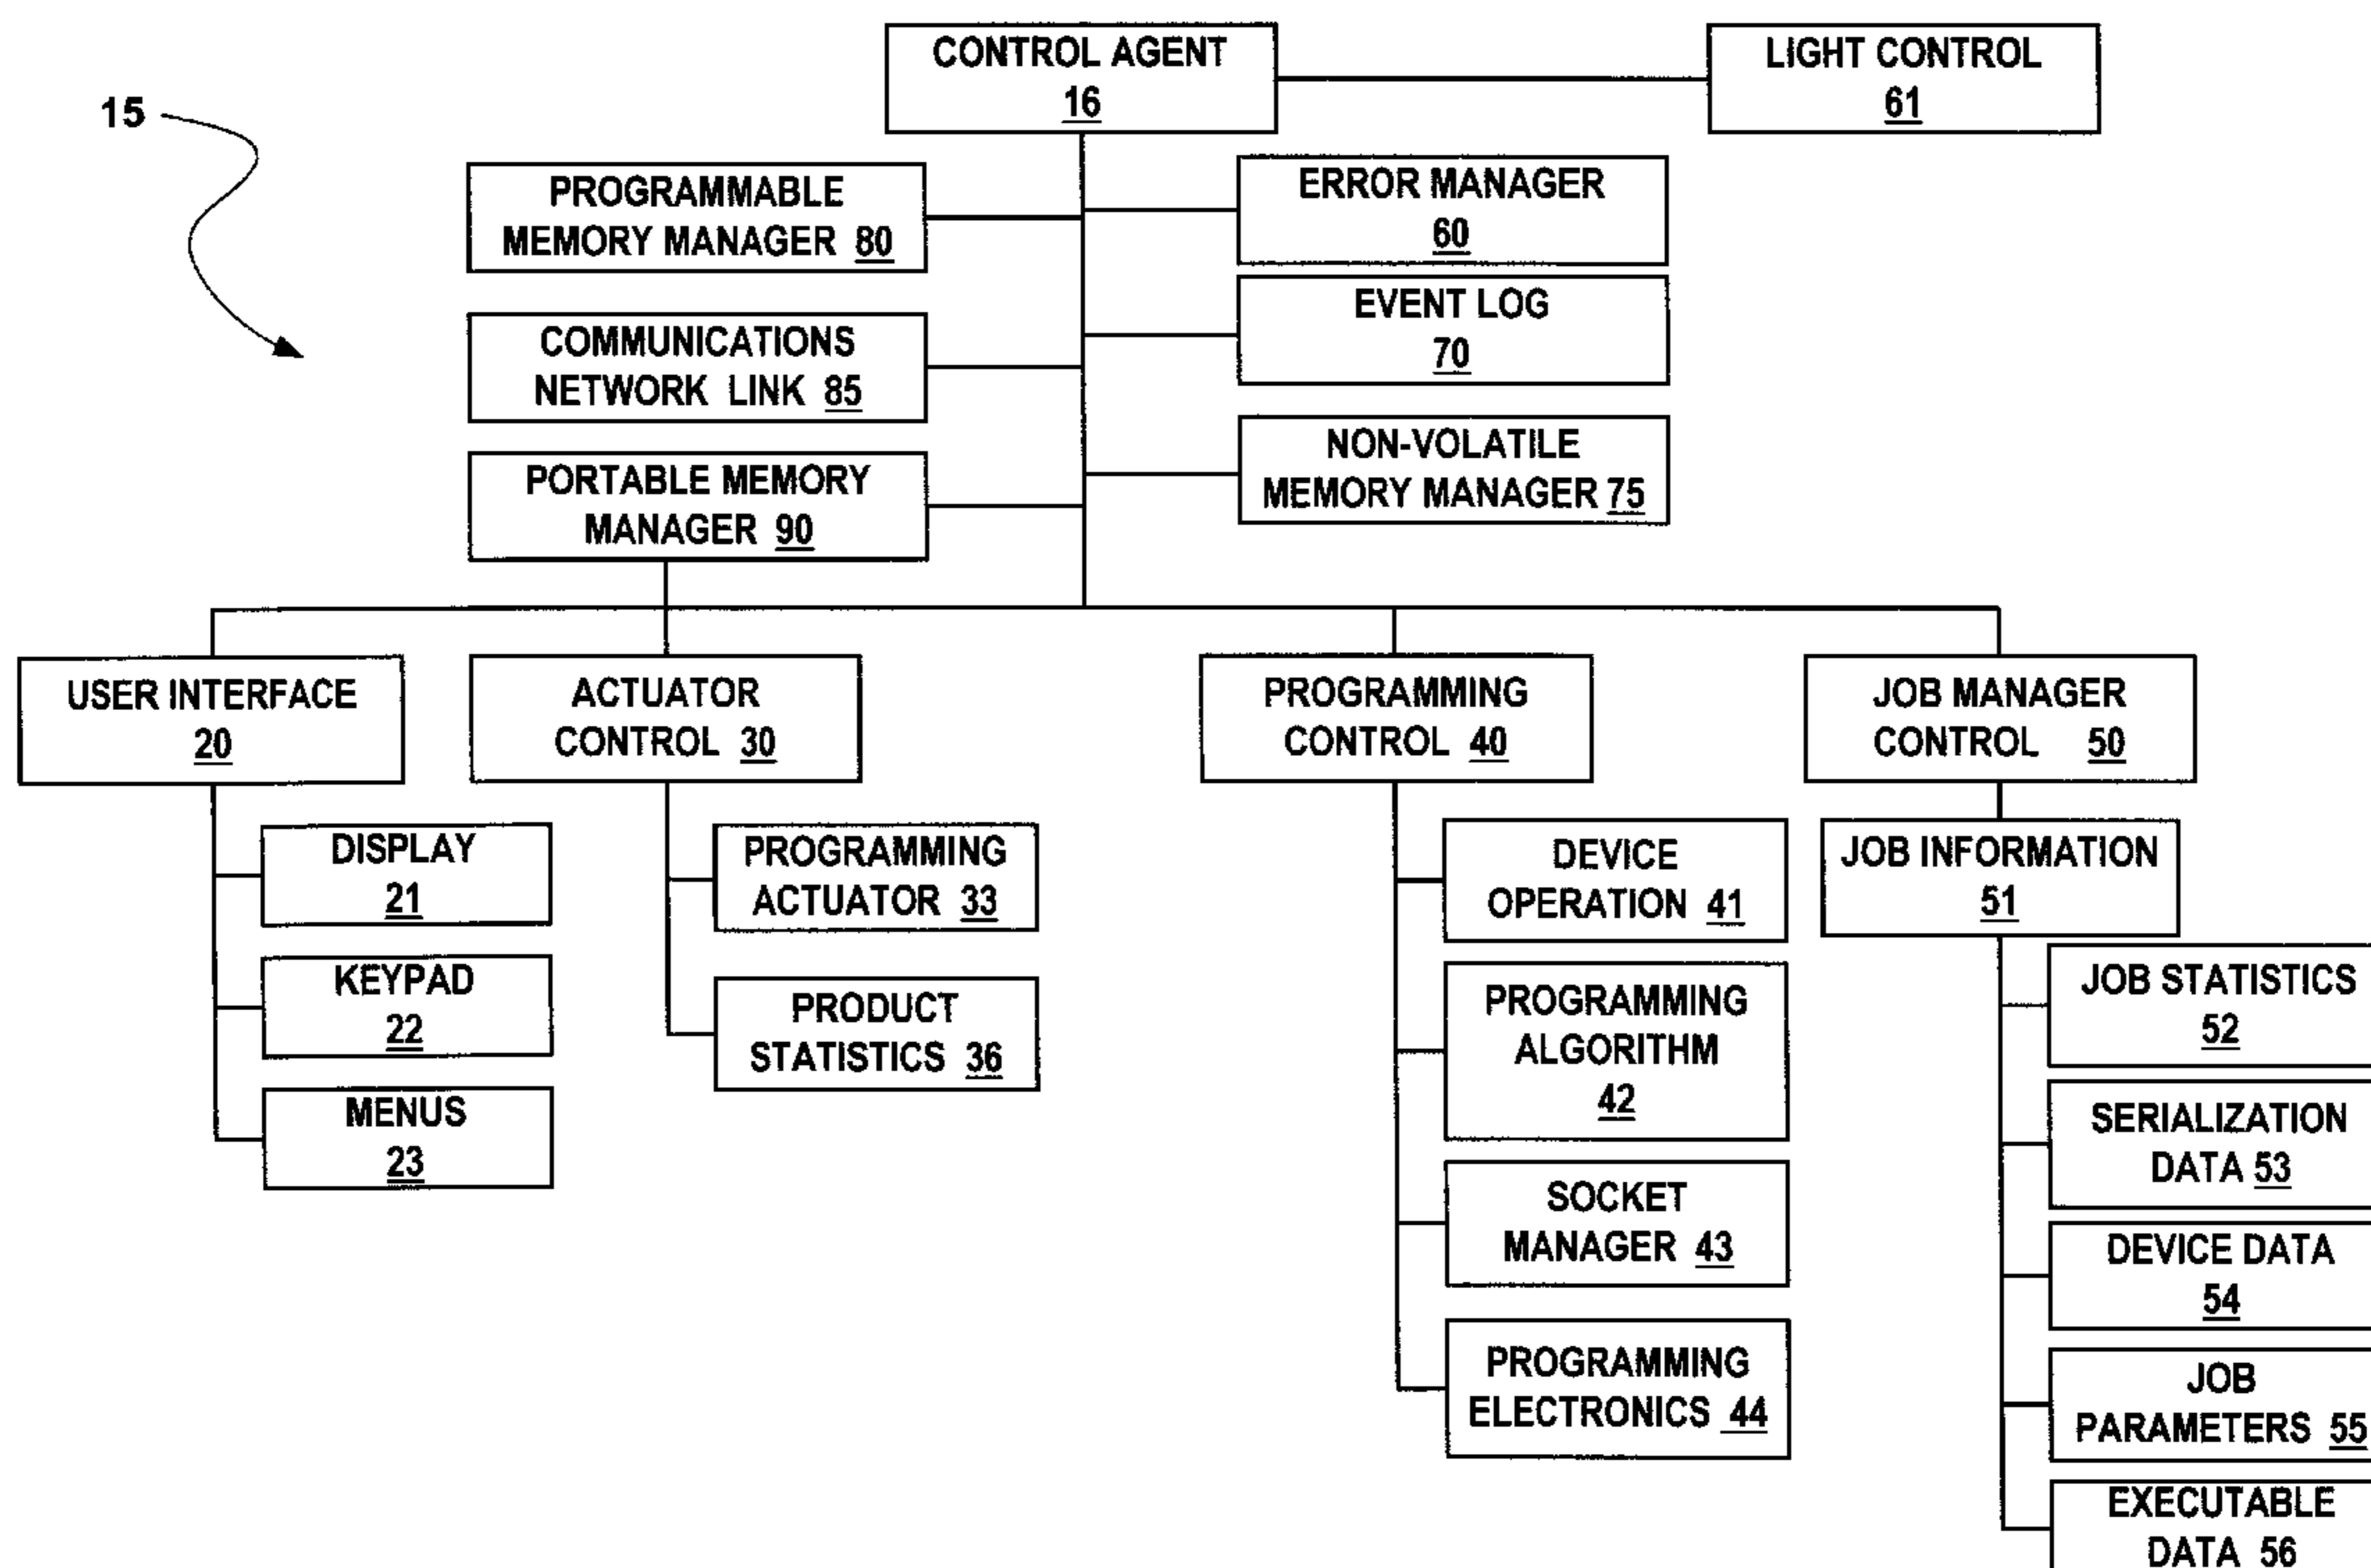 CONTROL AGENT
16
LIGHT CONTROL
61
15
PROGRAMMABLE
MEMORY MANAGER 80
ERROR MANAGER
60
EVENT LOG
70
COMMUNICATIONS
NETWORK LINK 85
NON-VOLATILE
MEMORY MANAGER 75
PORTABLE MEMORY
MANAGER 90
USER INTERFACE
20
ACTUATOR
CONTROL 30
PROGRAMMING
CONTROL 40
JOB MANAGER
CONTROL 50
DISPLAY
21
KEYPAD
22
MENUS
23
PROGRAMMING
ACTUATOR 33
PRODUCT
STATISTICS 36
DEVICE
OPERATION 41
PROGRAMMING
ALGORITHM
42
SOCKET
MANAGER 43
PROGRAMMING
ELECTRONICS 44
JOB INFORMATION
51
JOB STATISTICS
52
SERIALIZATION
DATA 53
DEVICE DATA
54
JOB
PARAMETERS 55
EXECUTABLE
DATA 56